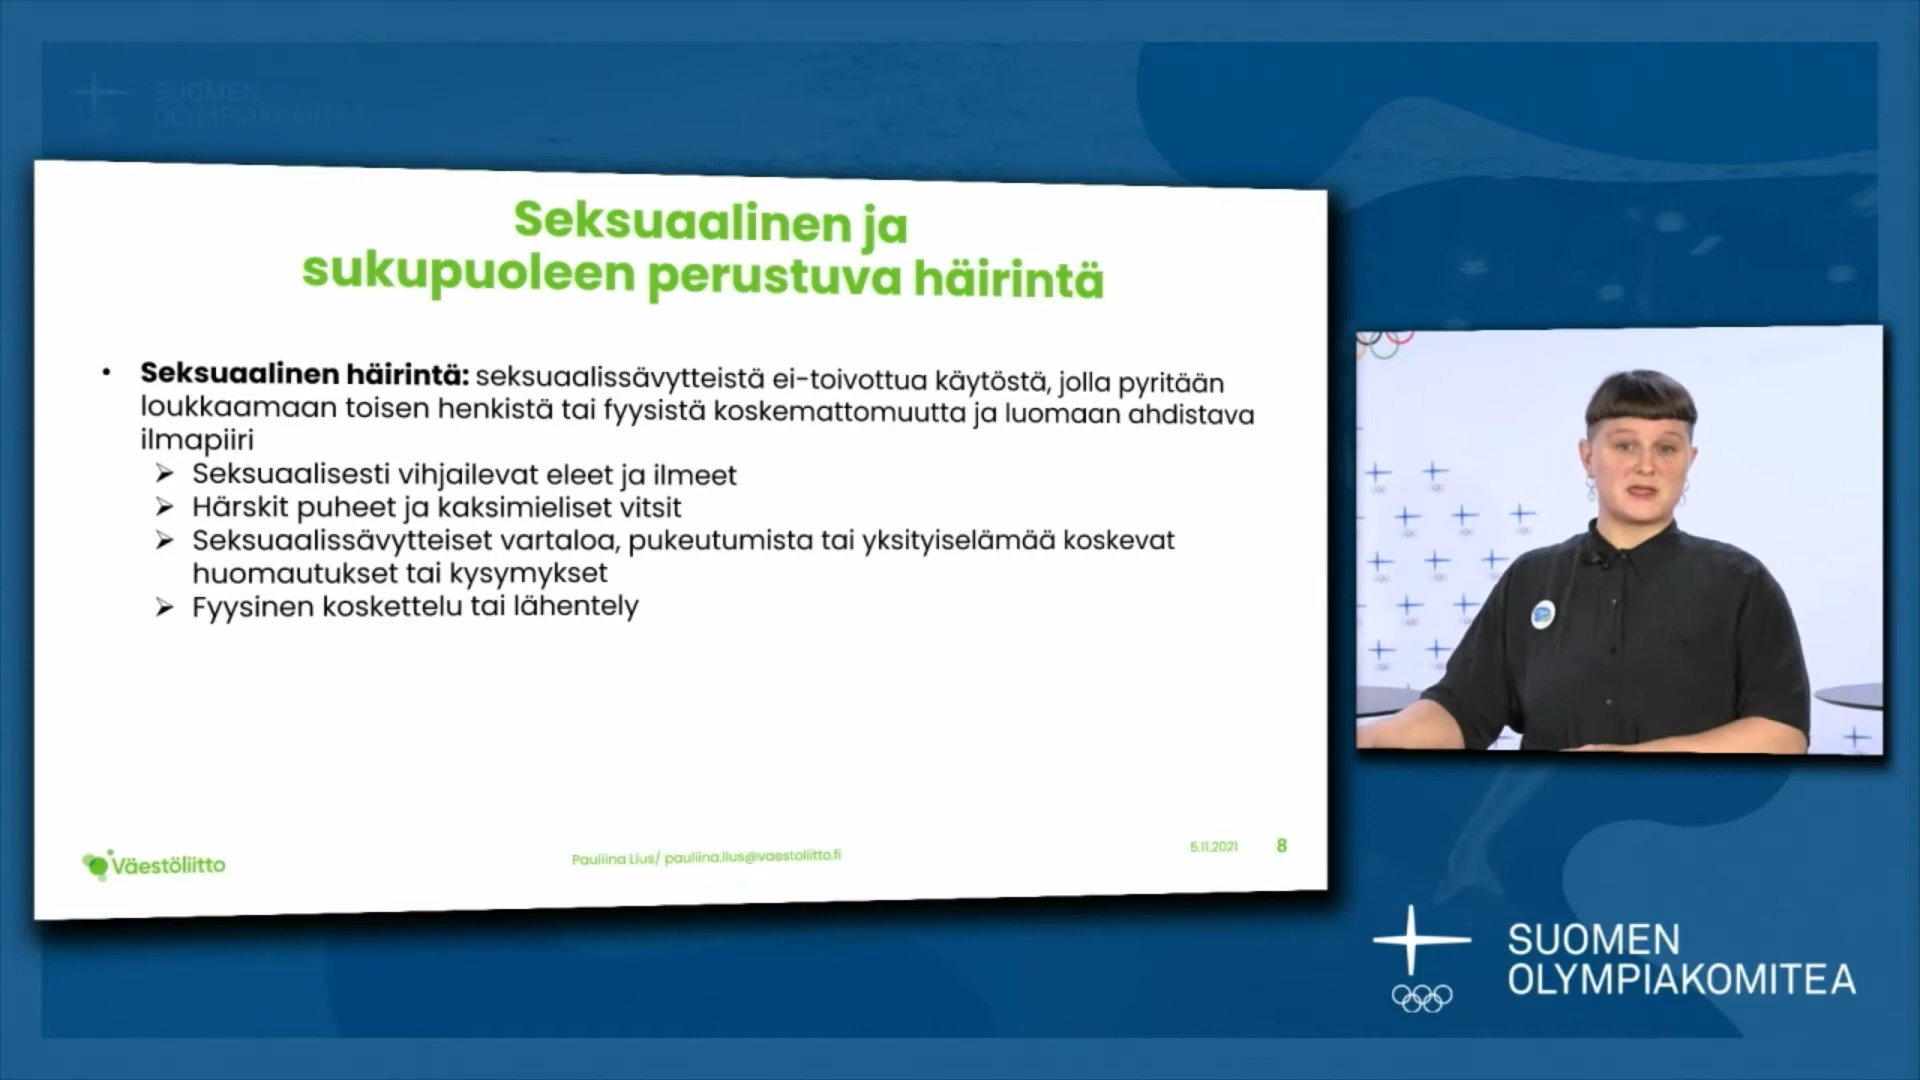 SUOMEN
OLYMPIAKOMITEA
Seksuaalinen ja
sukupuoleen perustuva häirintä
• Seksuaalinen häirintä: seksuaalissävytteistä ei-toivottua käytöstä, jolla pyritään
loukkaamaan toisen henkistä tai fyysistä koskemattomuutta ja luomaan ahdistava
ilmapiiri
➢ Seksuaalisesti vihjailevat eleet ja ilmeet
➢ Härskit puheet ja kaksimieliset vitsit
➢ Seksuaalissävytteiset vartaloa, pukeutumista tai yksityiselämää koskevat
huomautukset tai kysymykset
➢ Fyysinen koskettelu tai lähentely
Väestöliitto
Pauliina Lius/ pauliina.lius@vaestoliitto.fi
5.11.2021
8
SUOMEN
OLYMPIAKOMITEA